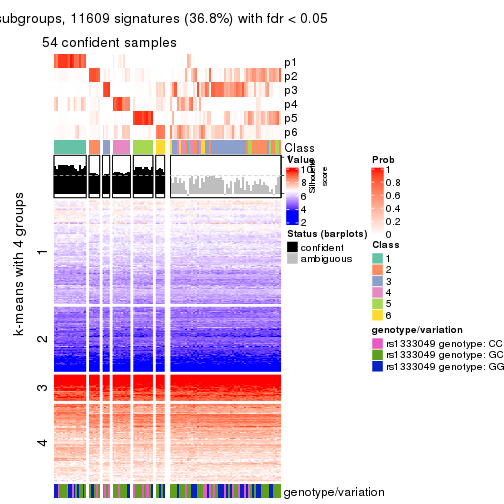 subgroups, 11609 signatures (36.8%) with fdr < 0.05
54 confident samples
p1
p2
p3
p4
p5
p6
Class
Silhouette
score
k-means with 4 groups
1
2
3
4
genotype/variation
Value
10
8
6
4
2
Status (barplots)
confident
ambiguous
Prob
1
0.8
0.6
0.4
0.2
0
Class
1
2
3
4
5
6
genotype/variation
rs1333049 genotype: CC
rs1333049 genotype: GC
rs1333049 genotype: GG